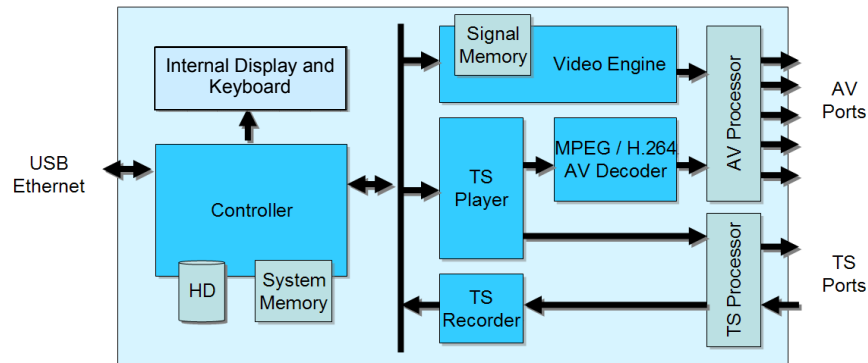 Signal
Memory
Video Engine
Internal Display and
Keyboard
AV Processor
AV
Ports
USB
Ethernet
Controller
TS
Player
MPEG / H.264
AV Decoder
HD
System
Memory
TS
Recorder
TS Processor
TS
Ports